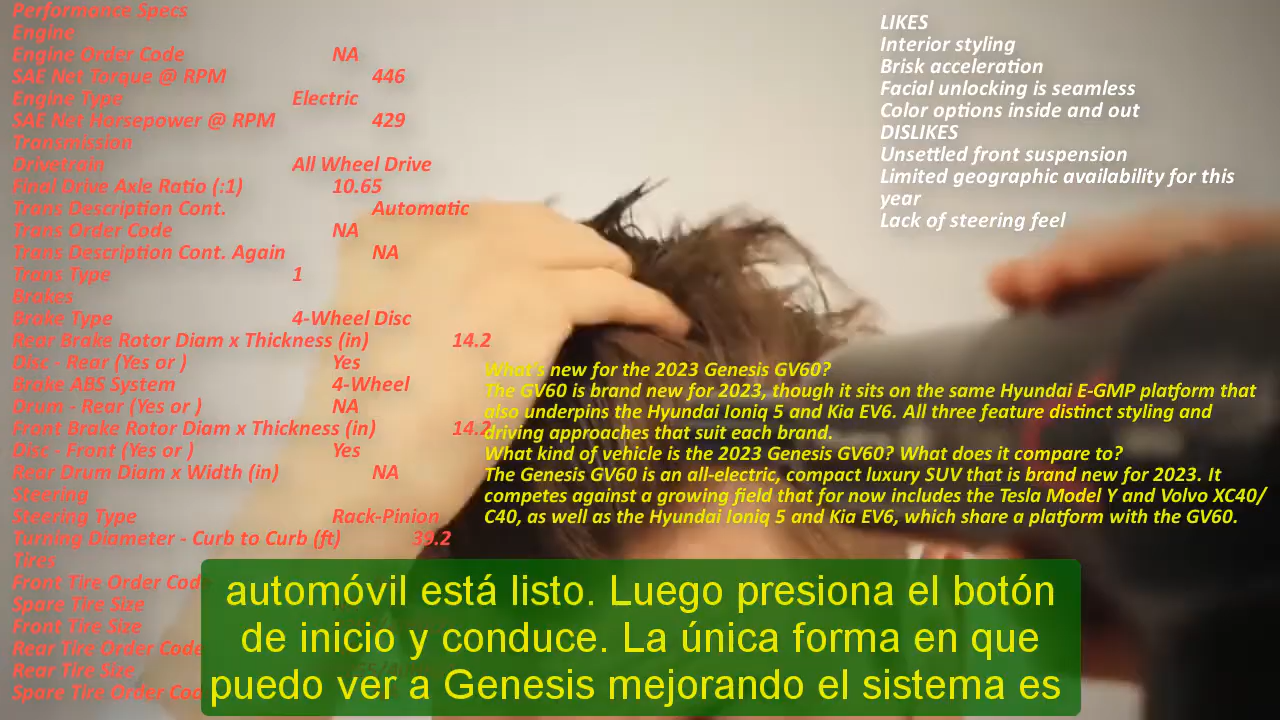 Performance Specs
Engine
Engine Order Code NA
SAE Net Torque @ RPM 446
Engine Type Electric
SAE Net Horsepower @ RPM 429
Transmission
Drivetrain All Wheel Drive
Final Drive Axle Ratio (:1) 10.65
Trans Description Cont. Automatic
Trans Order Code NA
Trans Description Cont. Again NA
Trans Type 1
Brakes
Brake Type 4-Wheel Disc
Rear Brake Rotor Diam x Thickness (in) 14.2
Disc - Rear (Yes or ) Yes
Brake ABS System 4-Wheel
Drum - Rear (Yes or ) NA
Front Brake Rotor Diam x Thickness (in) 14.2
Disc - Front (Yes or ) Yes
Rear Drum Diam x Width (in) NA
Steering
Steering Type Rack-Pinion
Turning Diameter - Curb to Curb (ft) 39.2
Tires
Front Tire Order Code
Spare Tire Size
Front Tire Size
Rear Tire Order Code
Rear Tire Size
Spare Tire Order
LIKES
Interior styling
Brisk acceleration
Facial unlocking is seamless
Color options inside and out
DISLIKES
Unsettled front suspension
Limited geographic availability for this
year
Lack of steering feel
What's new for the 2023 Genesis GV60?
The GV60 is brand new for 2023, though it sits on the same Hyundai E-GMP platform that
also underpins the Hyundai Ioniq 5 and Kia EV6. All three feature distinct styling and
driving approaches that suit each brand.
What kind of vehicle is the 2023 Genesis GV60? What does it compare to?
The Genesis GV60 is an all-electric, compact luxury SUV that is brand new for 2023. It
competes against a growing field that for now includes the Tesla Model Y and Volvo XC40/
C40, as well as the Hyundai Ioniq 5 and Kia EV6, which share a platform with the GV60.
automóvil está listo. Luego presiona el botón
de inicio y conduce. La única forma en que
puedo ver a Genesis mejorando el sistema es